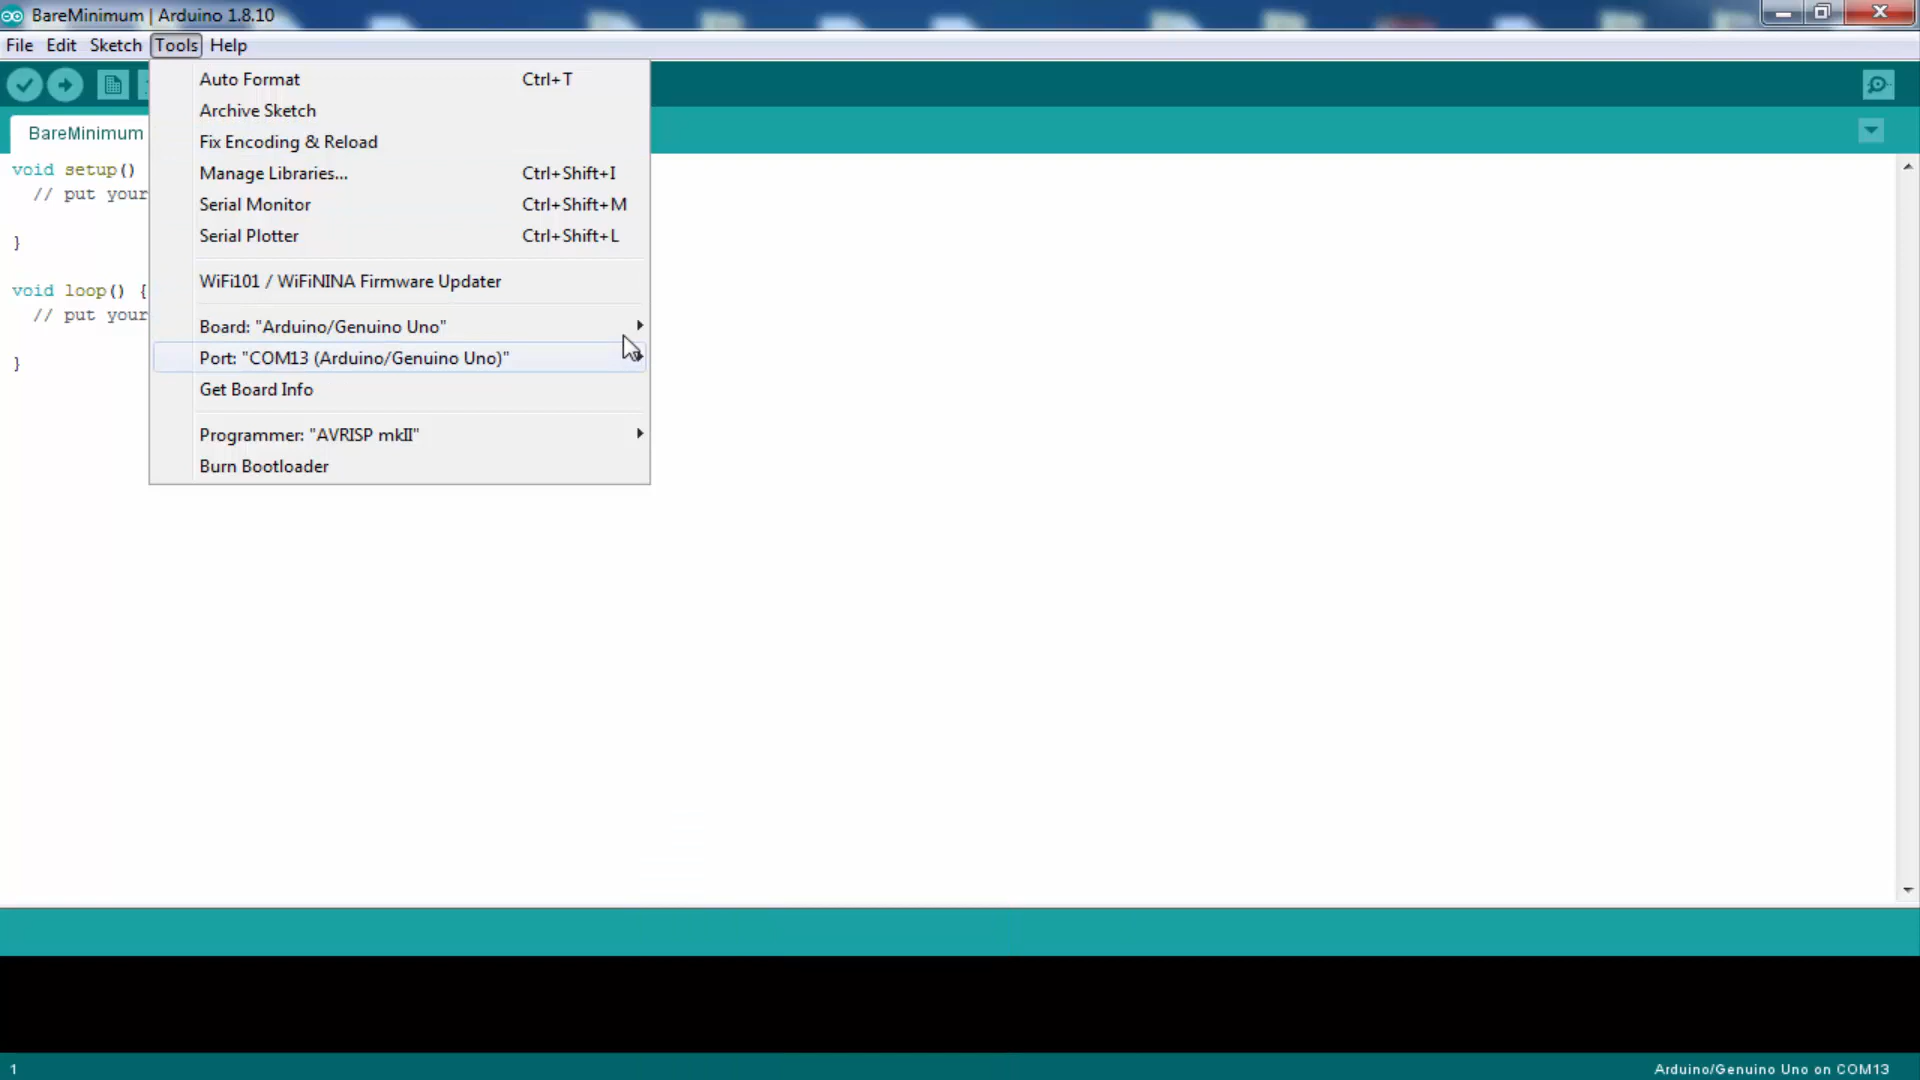 BareMinimum | Arduino 1.8.10
File Edit Sketch Tools Help
Auto Format Ctrl+T
Archive Sketch
Fix Encoding & Reload
Manage Libraries... Ctrl+Shift+I
Serial Monitor Ctrl+Shift+M
Serial Plotter Ctrl+Shift+L
WiFi101 / WiFiNINA Firmware Updater
Board: "Arduino/Genuino Uno"
Port: "COM13 (Arduino/Genuino Uno)"
Get Board Info
Programmer: "AVRISP mkII"
Burn Bootloader
BareMinimum
void setup()
// put your
}
void loop() {
// put your
}
1 Arduino/Genuino Uno on COM13